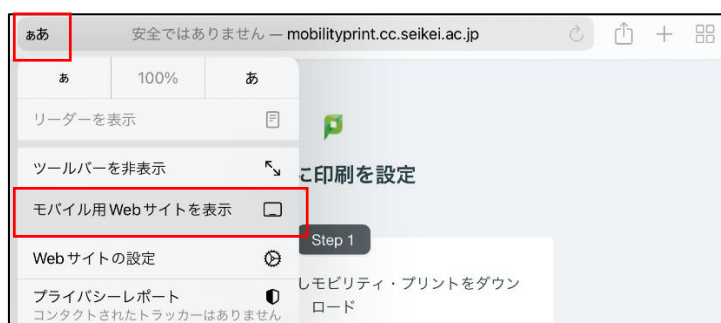 ぁあ 安全ではありません — mobilityprint.cc.seikei.ac.jp
あ 100% あ
リーダーを表示
ツールバーを非表示
に印刷を設定
モバイル用Webサイトを表示
Step 1
Webサイトの設定
しモビリティ・プリントをダウン
プライバシーレポート
ロード
コンタクトされたトラッカーはありません